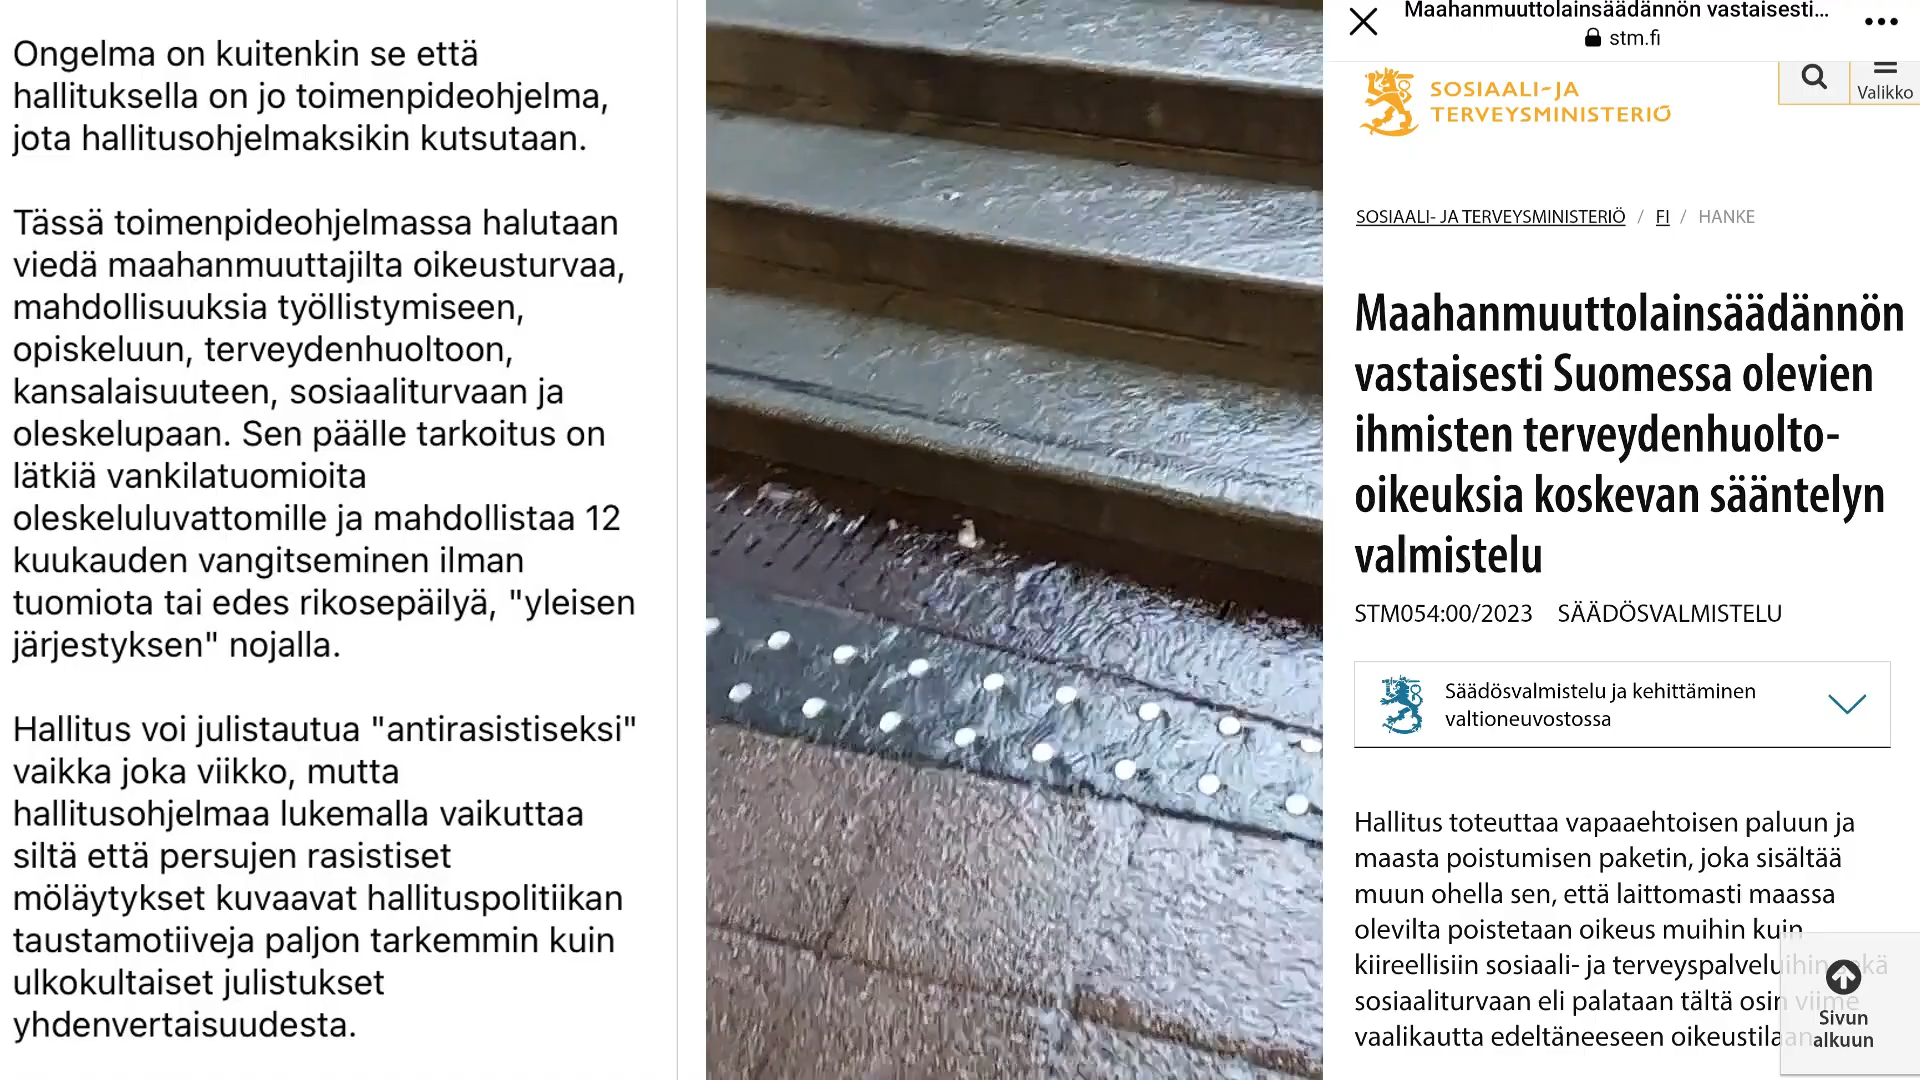 Ongelma on kuitenkin se että
hallituksella on jo toimenpideohjelma,
jota hallitusohjelmaksikin kutsutaan.
Tässä toimenpideohjelmassa halutaan
viedä maahanmuuttajilta oikeusturvaa,
mahdollisuuksia työllistymiseen,
opiskeluun, terveydenhuoltoon,
kansalaisuuteen, sosiaaliturvaan ja
oleskelupaan. Sen päälle tarkoitus on
lätkiä vankilatuomioita
oleskeluluvattomille ja mahdollistaa 12
kuukauden vangitseminen ilman
tuomiota tai edes rikosepäilyä, "yleisen
järjestyksen" nojalla.
Hallitus voi julistautua "antirasistiseksi"
vaikka joka viikko, mutta
hallitusohjelmaa lukemalla vaikuttaa
siltä että persujen rasistiset
möläytykset kuvaavat hallituspolitiikan
taustamotiiveja paljon tarkemmin kuin
ulkokultaiset julistukset
yhdenvertaisuudesta.
Maahanmuuttolainsäädännön vastaisesti...
stm.fi
SOSIAALI- JA
TERVEYSMINISTERIÖ
Valikko
SOSIAALI- JA TERVEYSMINISTERIÖ / FI / HANKE
Maahanmuuttolainsäädännön
vastaisesti Suomessa olevien
ihmisten terveydenhuolto-
oikeuksia koskevan sääntelyn
valmistelu
STM054:00/2023 SÄÄDÖSVALMISTELU
Säädösvalmistelu ja kehittäminen
valtioneuvostossa
Hallitus toteuttaa vapaaehtoisen paluun ja
maasta poistumisen paketin, joka sisältää
muun ohella sen, että laittomasti maassa
olevilta poistetaan oikeus muihin kuin
kiireellisiin sosiaali- ja terveyspalveluihin sekä
sosiaaliturvaan eli palataan tältä osin viime
vaalikautta edeltäneeseen oikeustilaan.
Sivun
alkuun